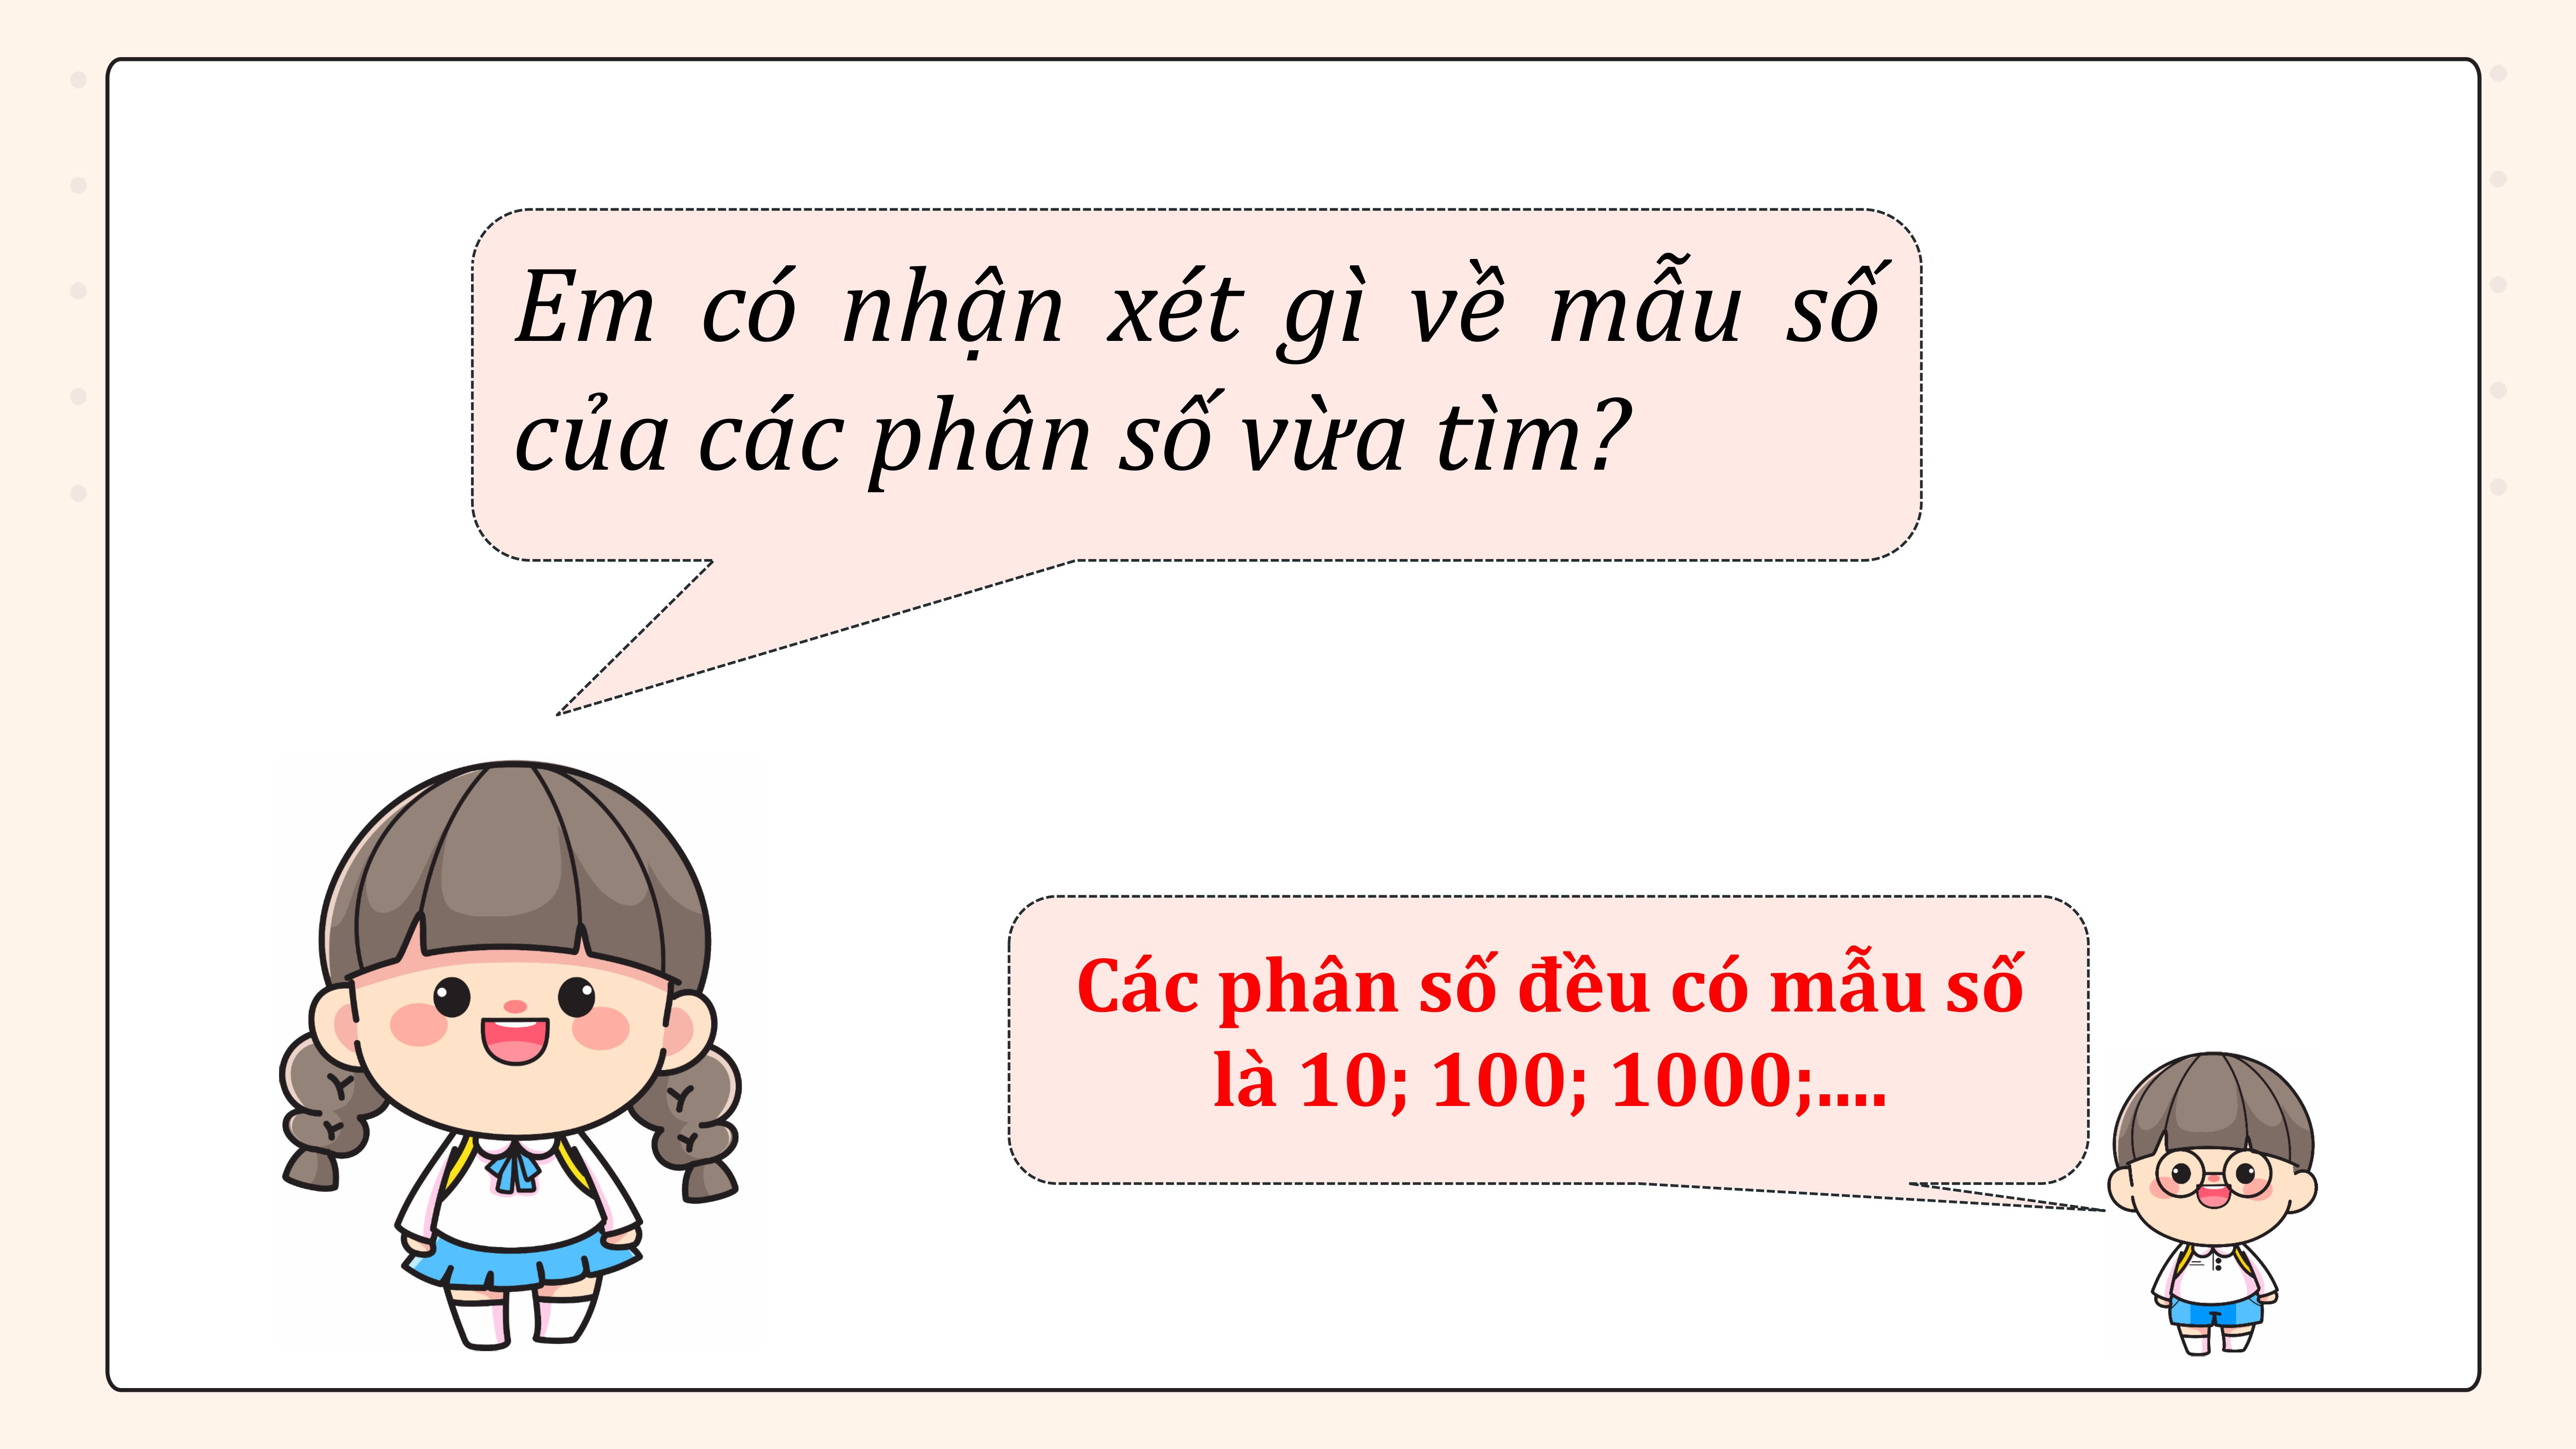 Em có nhận xét gì về mẫu số
của các phân số vừa tìm?
Các phân số đều có mẫu số
là 10; 100; 1000;....